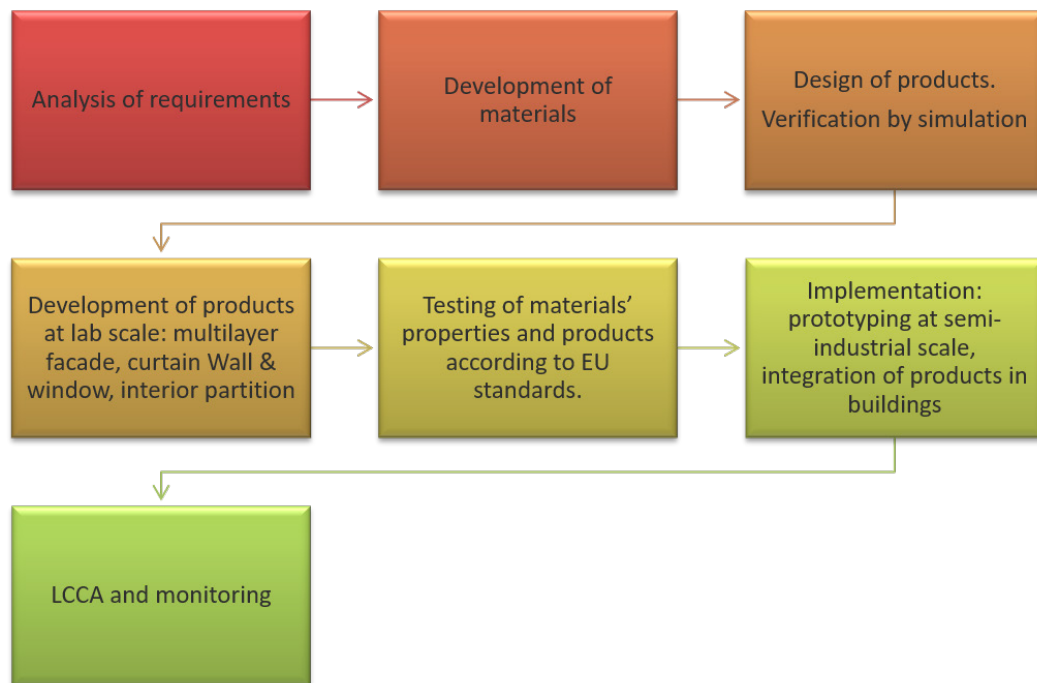 Analysis of requirements
Development of
materials
Design of products.
Verification by simulation
Development of products
at lab scale: multilayer
facade, curtain Wall &
window, interior partition
Testing of materials’
properties and products
according to EU
standards.
Implementation:
prototyping at semi-
industrial scale,
integration of products in
buildings
LCCA and monitoring